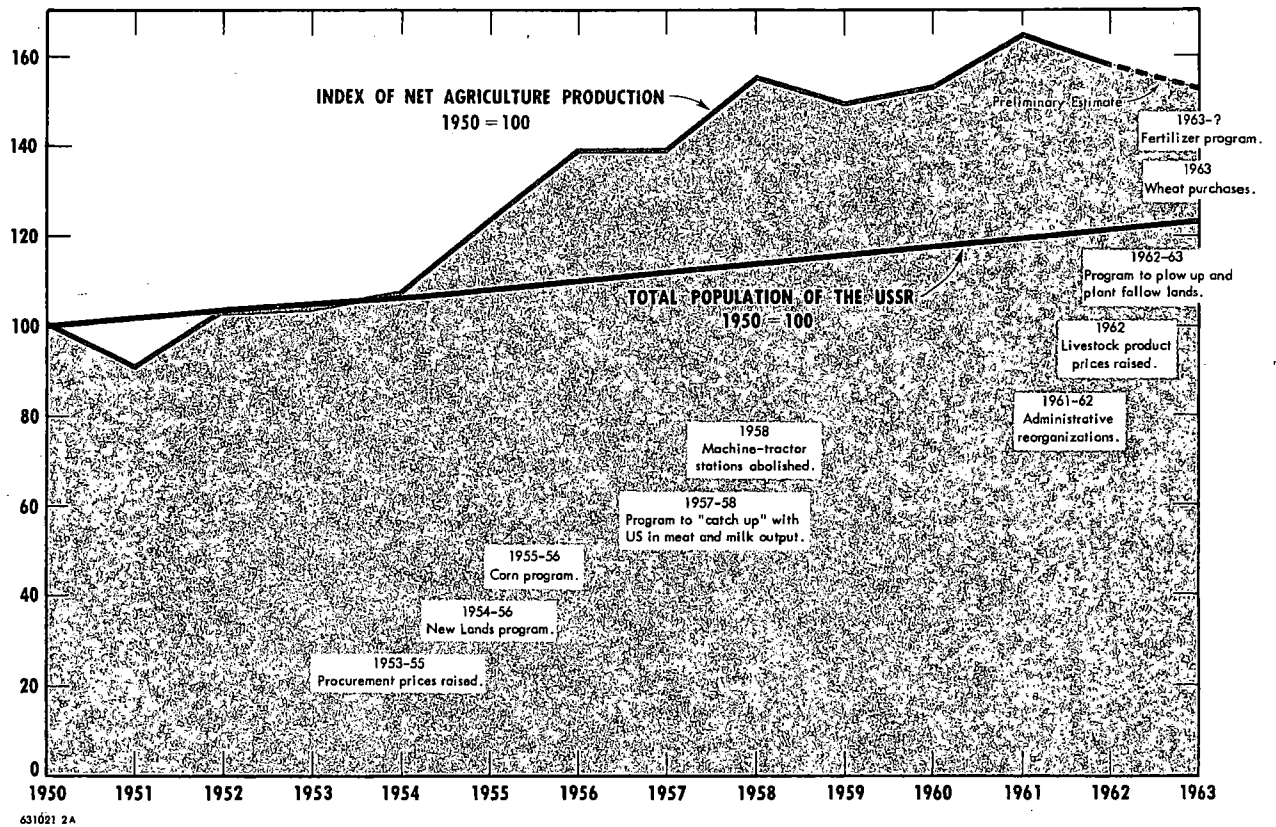 160
140
120
100
80
60
40
20
0
INDEX OF NET AGRICULTURE PRODUCTION
1950 = 100
Preliminary Estimate
1963-?
Fertilizer program.
1963
Wheat purchases.
TOTAL POPULATION OF THE USSR
1950 = 100
1962-63
Program to plow up and
plant fallow lands.
1962
Livestock product
prices raised.
1961-62
Administrative
reorganizations.
1958
Machine-tractor
stations abolished.
1957-58
Program to "catch up" with
US in meat and milk output.
1955-56
Corn program.
1954-56
New Lands program.
1953-55
Procurement prices raised.
1950 1951 1952 1953 1954 1955 1956 1957 1958 1959 1960 1961 1962 1963
631021 2A